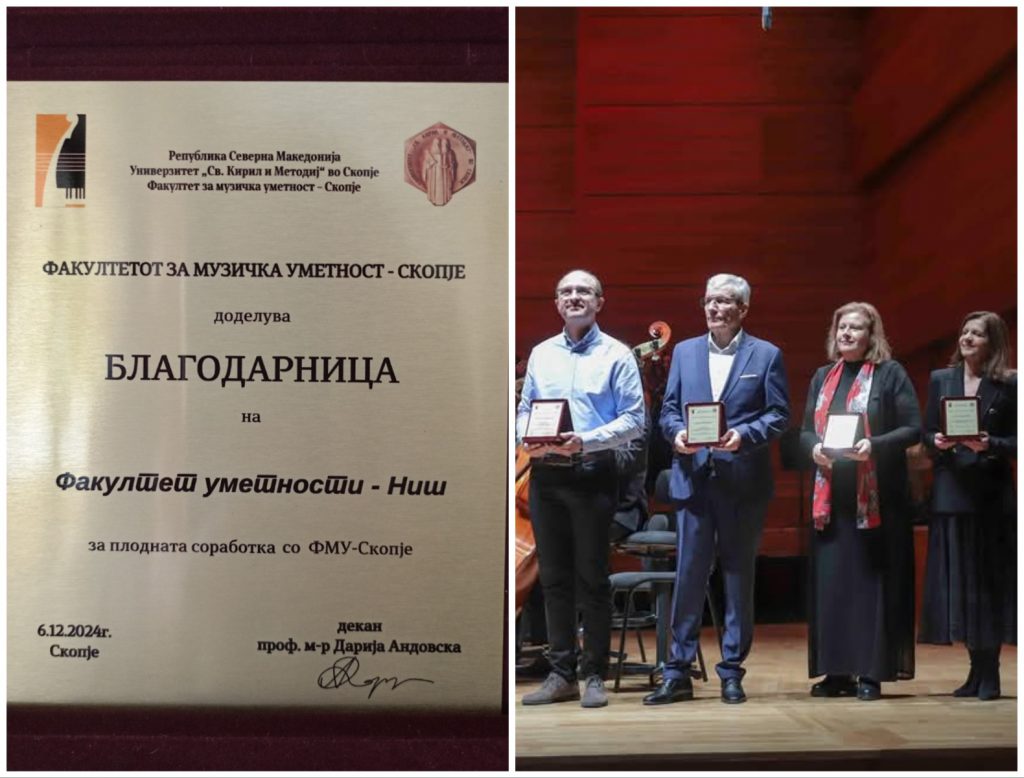 Република Северна Македонија
Универзитет „Св. Кирил и Методиј“ во Скопје
Факултет за музичка уметност – Скопје
ФАКУЛТЕТОТ ЗА МУЗИЧКА УМЕТНОСТ - СКОПЈЕ
доделува
БЛАГОДАРНИЦА
на
Факултет уметности - Ниш
за плодната соработка со ФМУ-Скопје
6.12.2024г.
Скопје
декан
проф. м-р Дарија Андовска